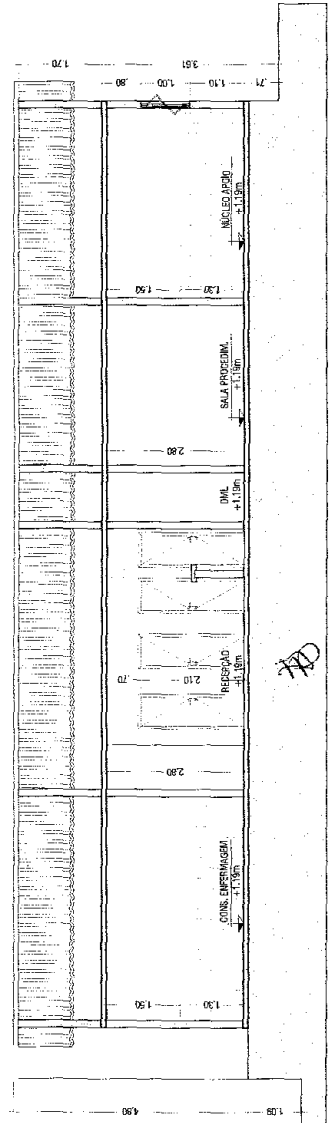 1.70
3.61
.80
1.00
1.10
.71
NÚCLEO APOIO
+1.19m
1.50
1.30
SALA PROCEDIM.
+1.19m
2.80
DML
+1.19m
RECEPÇÃO
+1.19m
.70
2.10
2.80
CONS. ENFERMAGEM
+1.19m
1.50
1.30
4.80
1.09